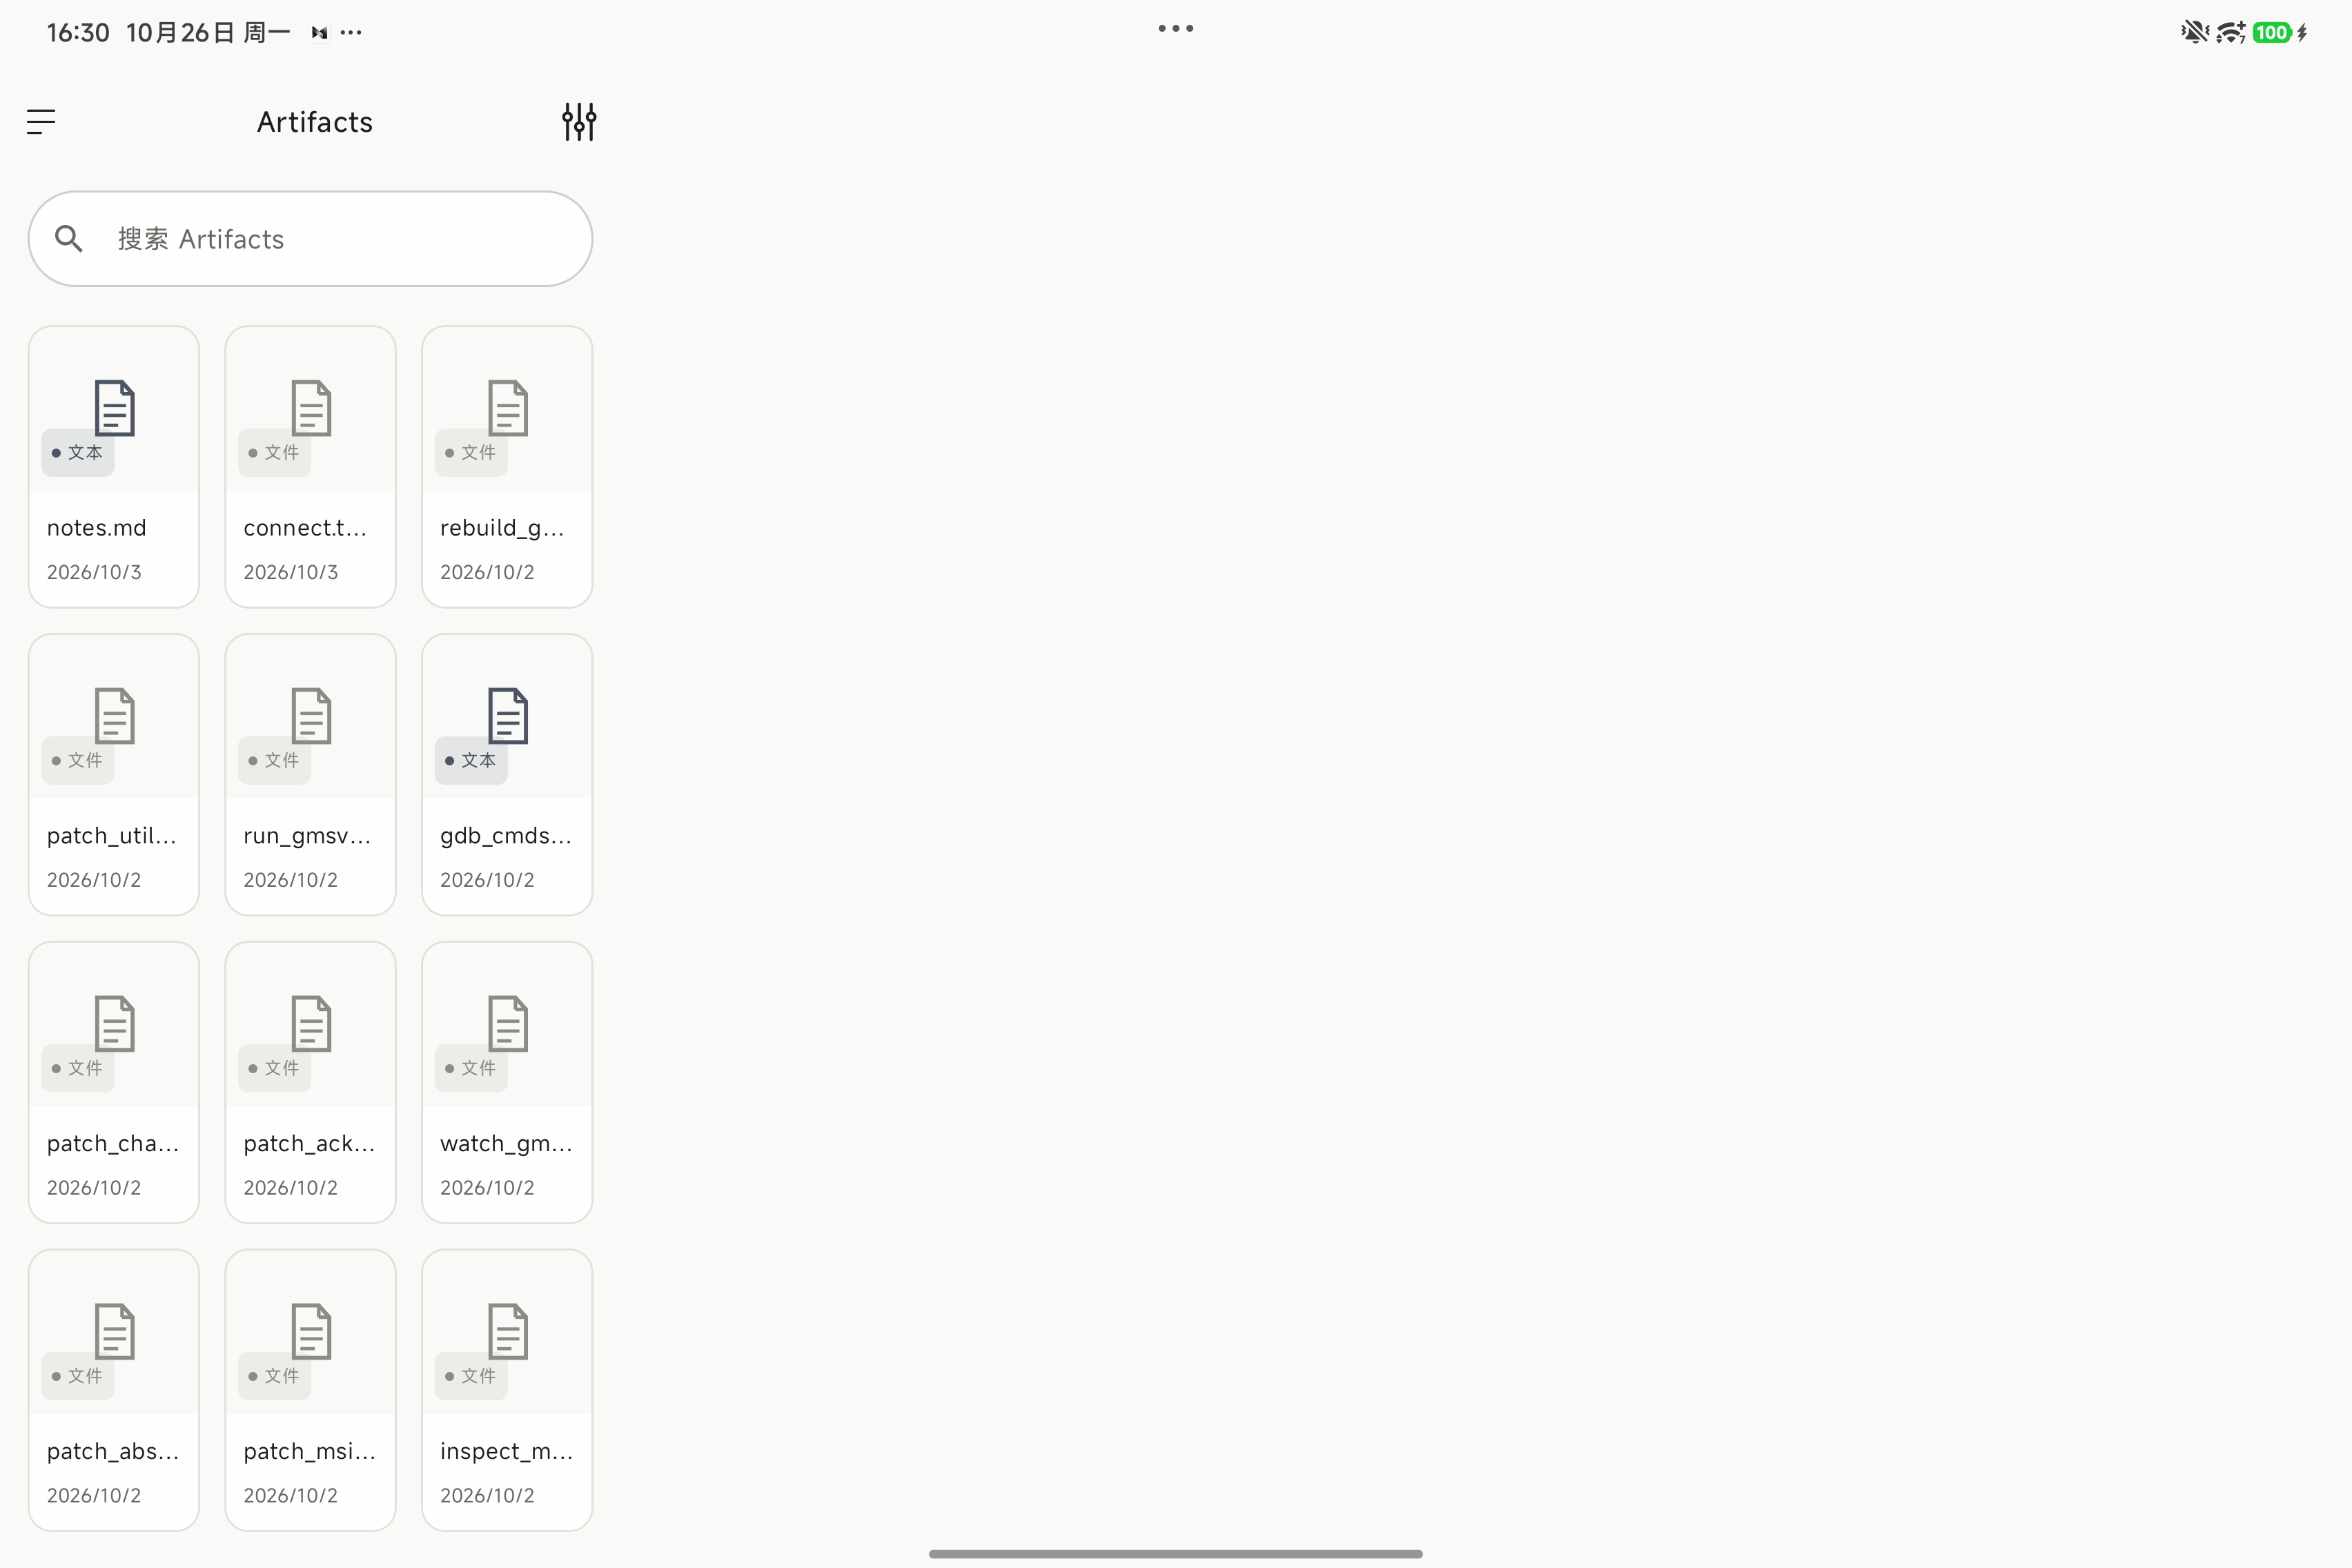 16:30 10月26日 周一
100
Artifacts
搜索 Artifacts
文本
文件
文件
notes.md
connect.t...
rebuild_g...
2026/10/3
2026/10/3
2026/10/2
文件
文件
文本
patch_util...
run_gmsv...
gdb_cmds...
2026/10/2
2026/10/2
2026/10/2
文件
文件
文件
patch_cha...
patch_ack...
watch_gm...
2026/10/2
2026/10/2
2026/10/2
文件
文件
文件
patch_abs...
patch_msi...
inspect_m...
2026/10/2
2026/10/2
2026/10/2